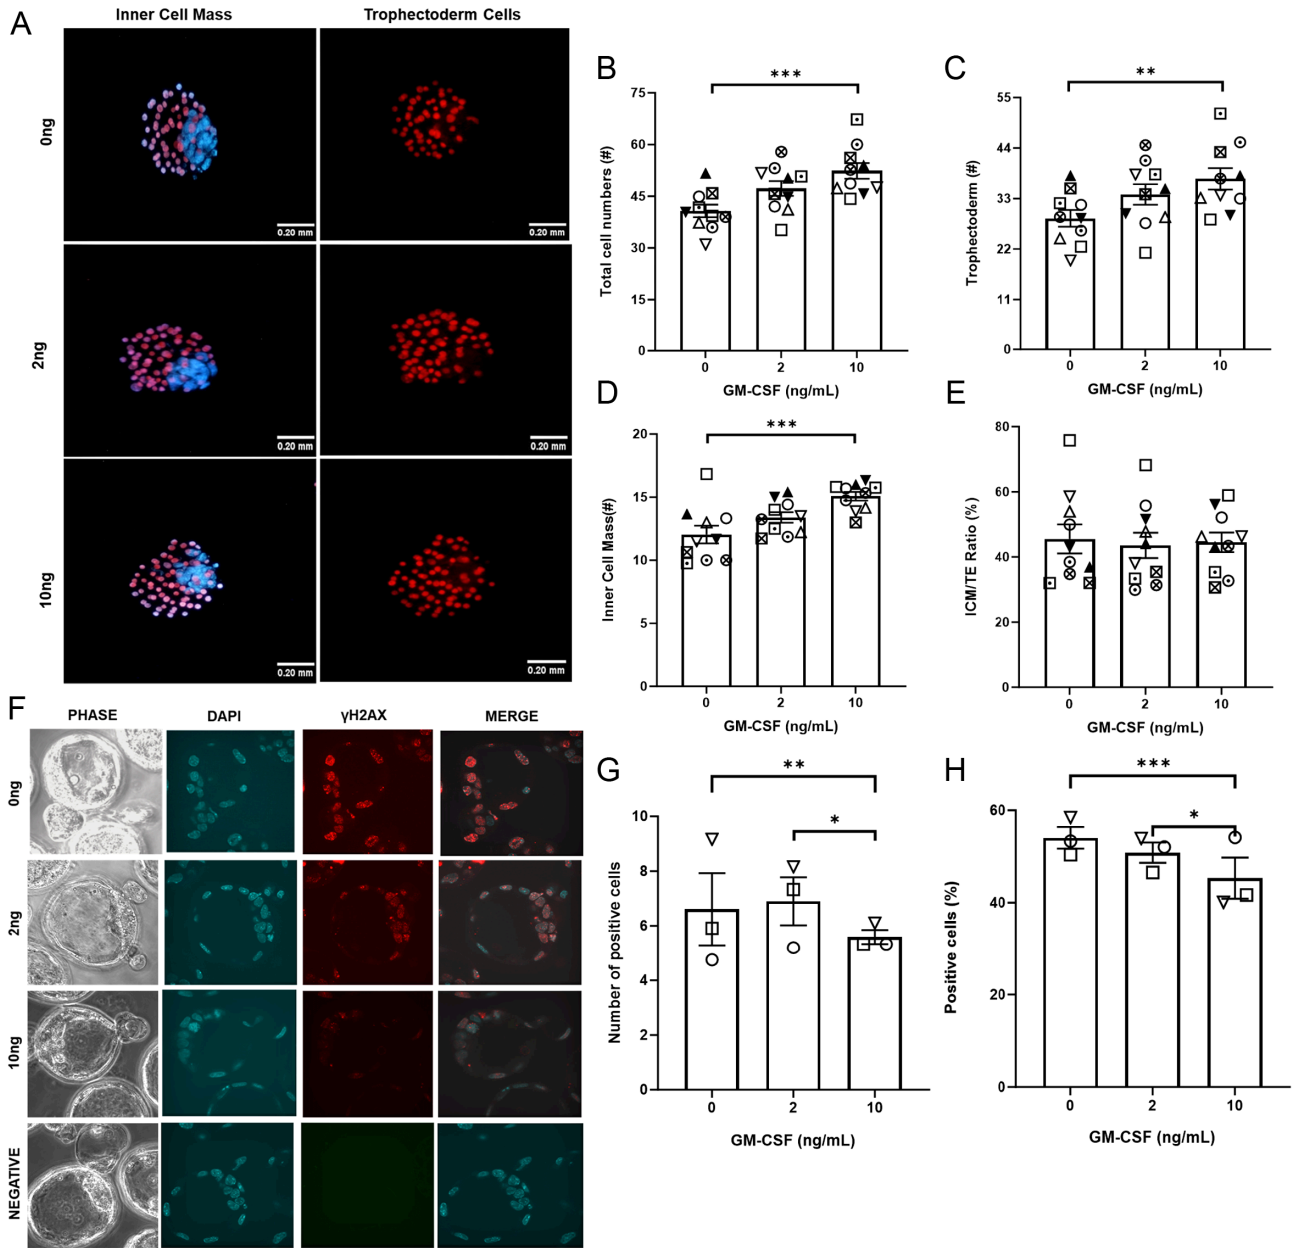 A
Inner Cell Mass
Trophectoderm Cells
0ng
0.20 mm
0.20 mm
2ng
0.20 mm
0.20 mm
10ng
0.20 mm
0.20 mm
B
***
Total cell numbers (#)
75
60
45
30
15
0
0 2 10
GM-CSF (ng/mL)
C
**
Trophectoderm (#)
55
44
33
22
11
0
0 2 10
GM-CSF (ng/mL)
D
***
Inner Cell Mass(#)
20
15
10
5
0
0 2 10
GM-CSF (ng/mL)
E
ICM/TE Ratio (%)
80
60
40
20
0
0 2 10
GM-CSF (ng/mL)
F
PHASE DAPI γH2AX MERGE
0ng
2ng
10ng
NEGATIVE
G
**
*
Number of positive cells
10
8
6
4
2
0
0 2 10
GM-CSF (ng/mL)
H
***
*
Positive cells (%)
60
40
20
0
0 2 10
GM-CSF (ng/mL)